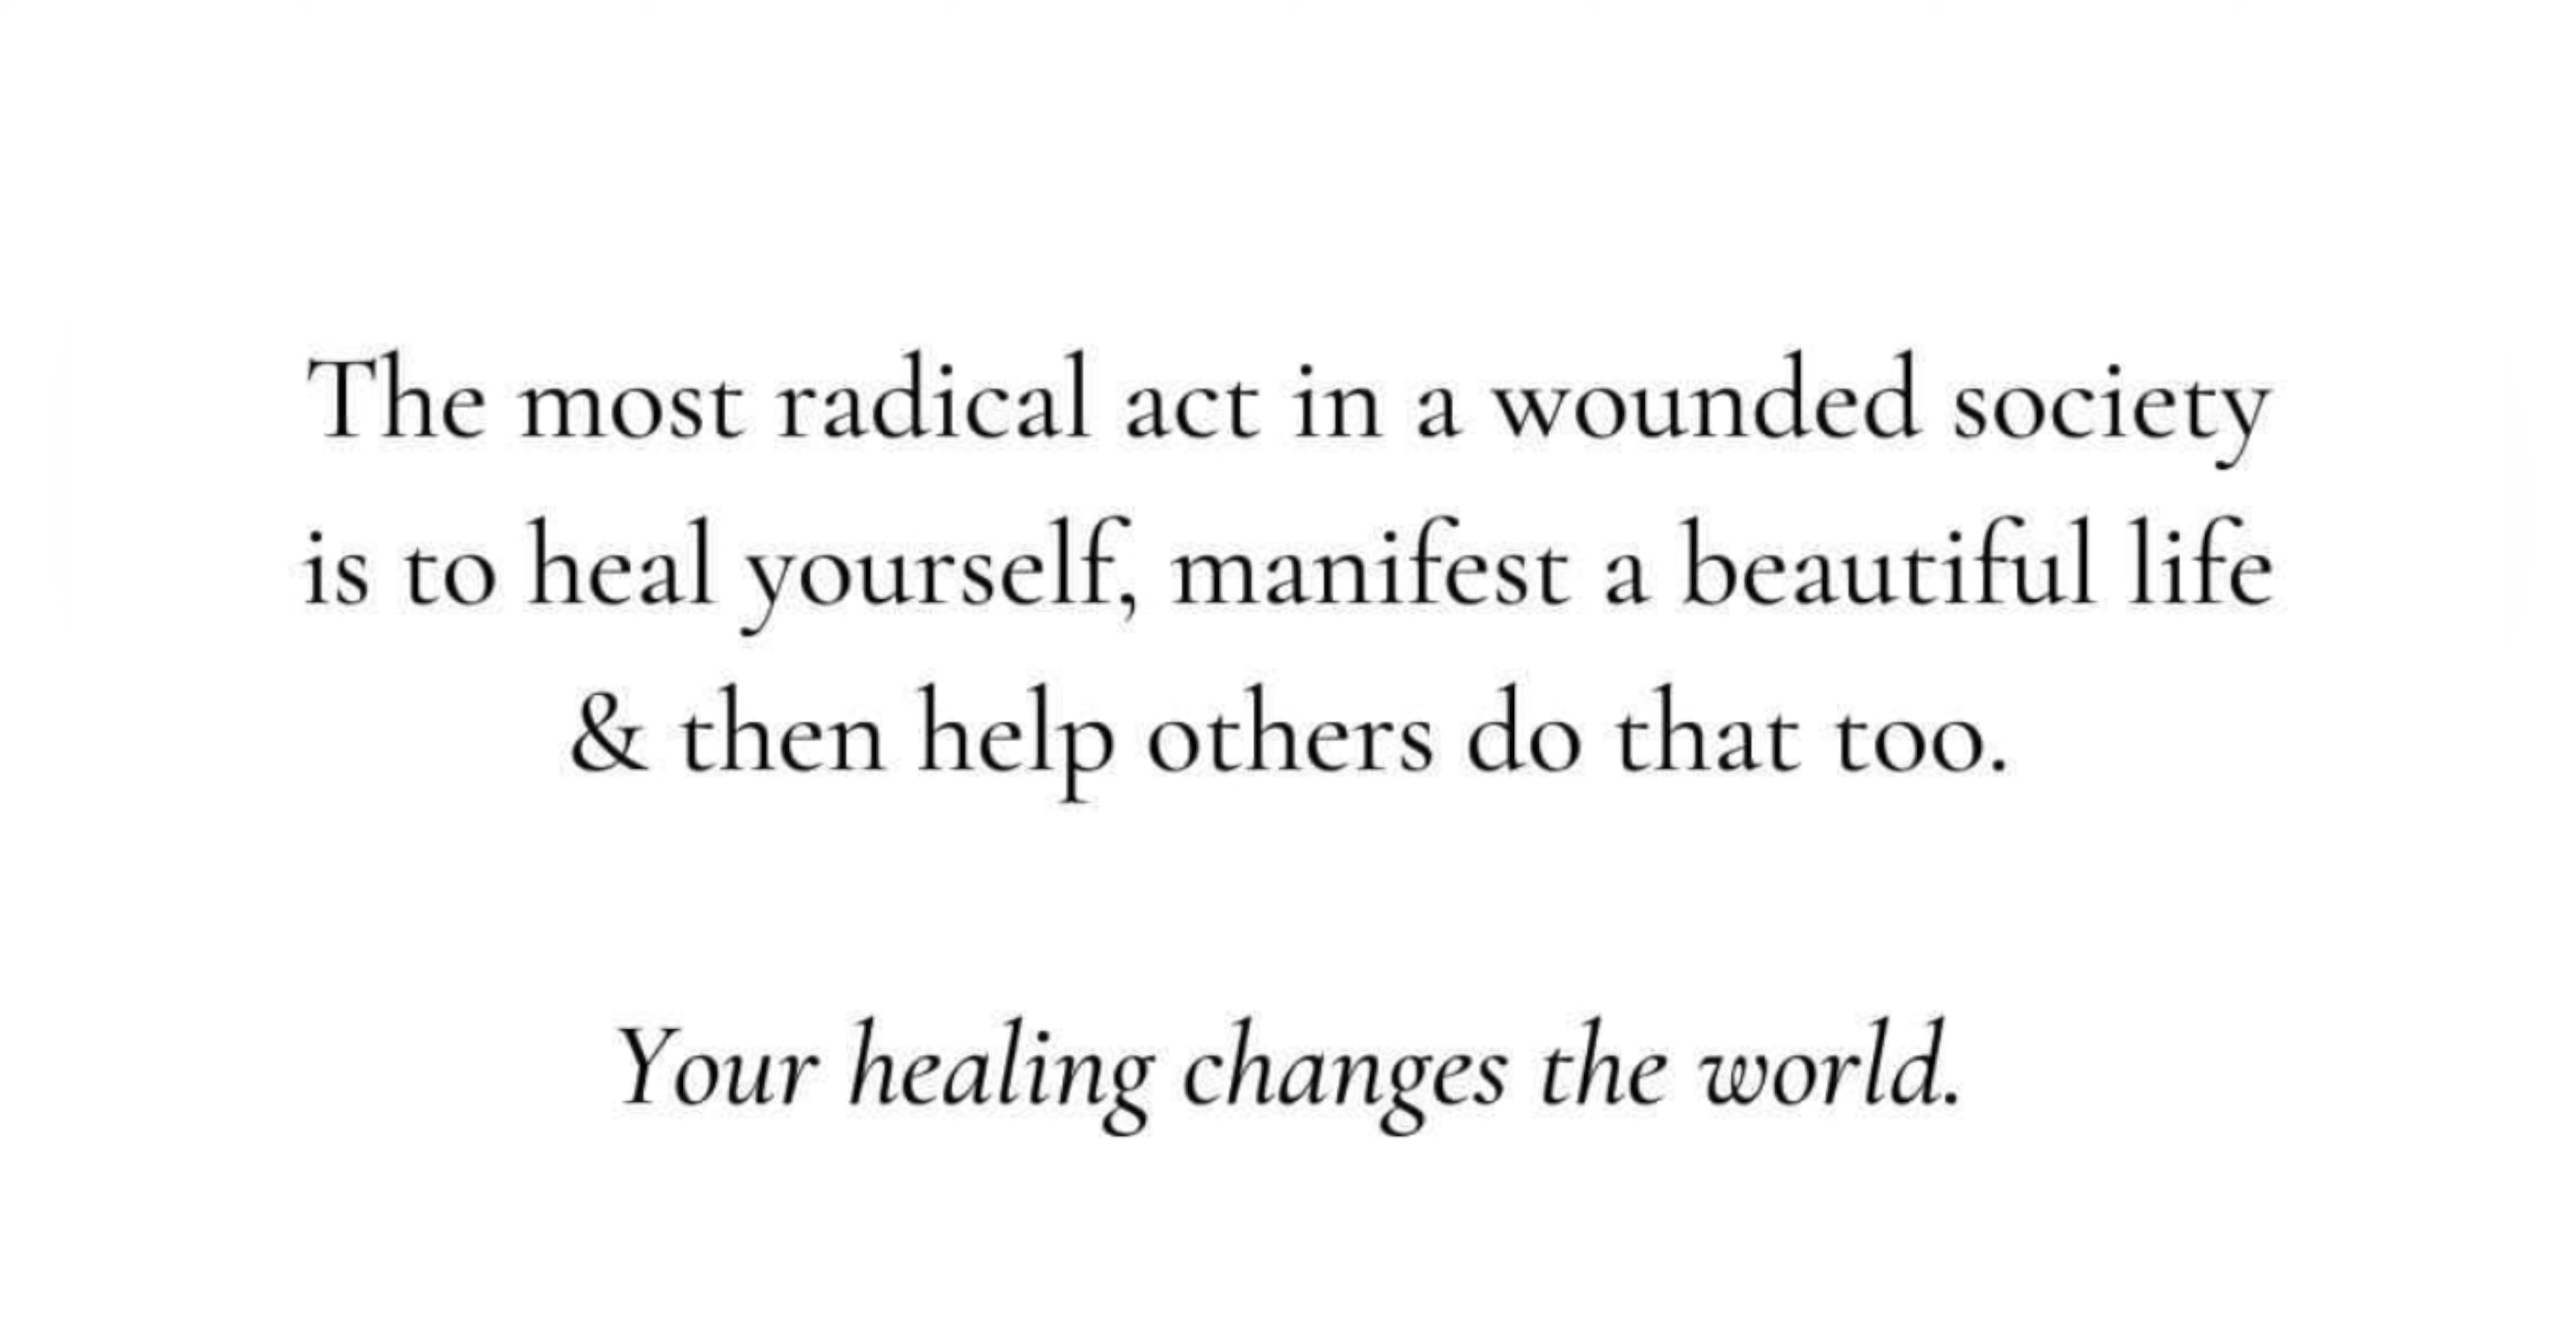 The most radical act in a wounded society
is to heal yourself, manifest a beautiful life
& then help others do that too.
Your healing changes the world.